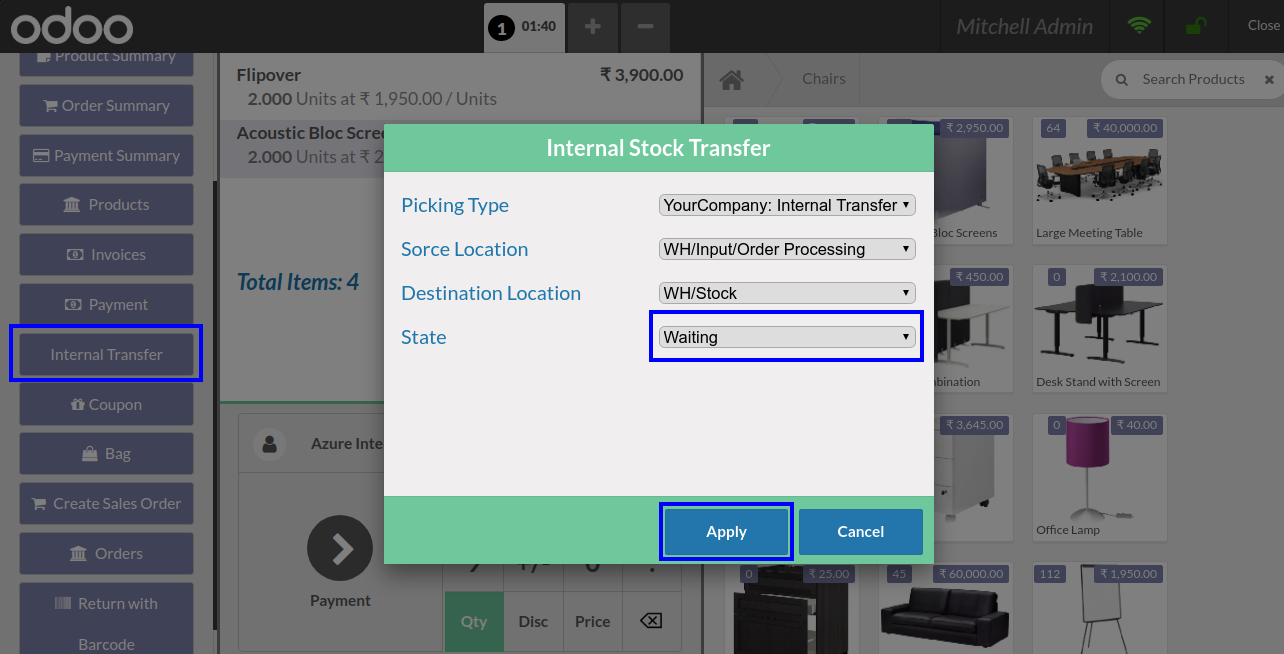 odoo
1 01:40
Mitchell Admin
Close
Product Summary
Order Summary
Payment Summary
Products
Invoices
Payment
Internal Transfer
Coupon
Bag
Create Sales Order
Orders
Return with
Barcode
Flipover ₹ 3,900.00
2.000 Units at ₹ 1,950.00 / Units
Acoustic Bloc Scree
2.000 Units at ₹ 2
Total Items: 4
Azure Inte
Payment
Qty Disc Price
Chairs
Search Products
Internal Stock Transfer
Picking Type YourCompany: Internal Transfer
Sorce Location WH/Input/Order Processing
Destination Location WH/Stock
State Waiting
Apply Cancel
₹ 2,950.00
Bloc Screens
64 ₹ 40,000.00
Large Meeting Table
₹ 450.00
bination
0 ₹ 2,100.00
Desk Stand with Screen
₹ 3,645.00
0 ₹ 40.00
Office Lamp
0 ₹ 25.00
45 ₹ 60,000.00
112 ₹ 1,950.00